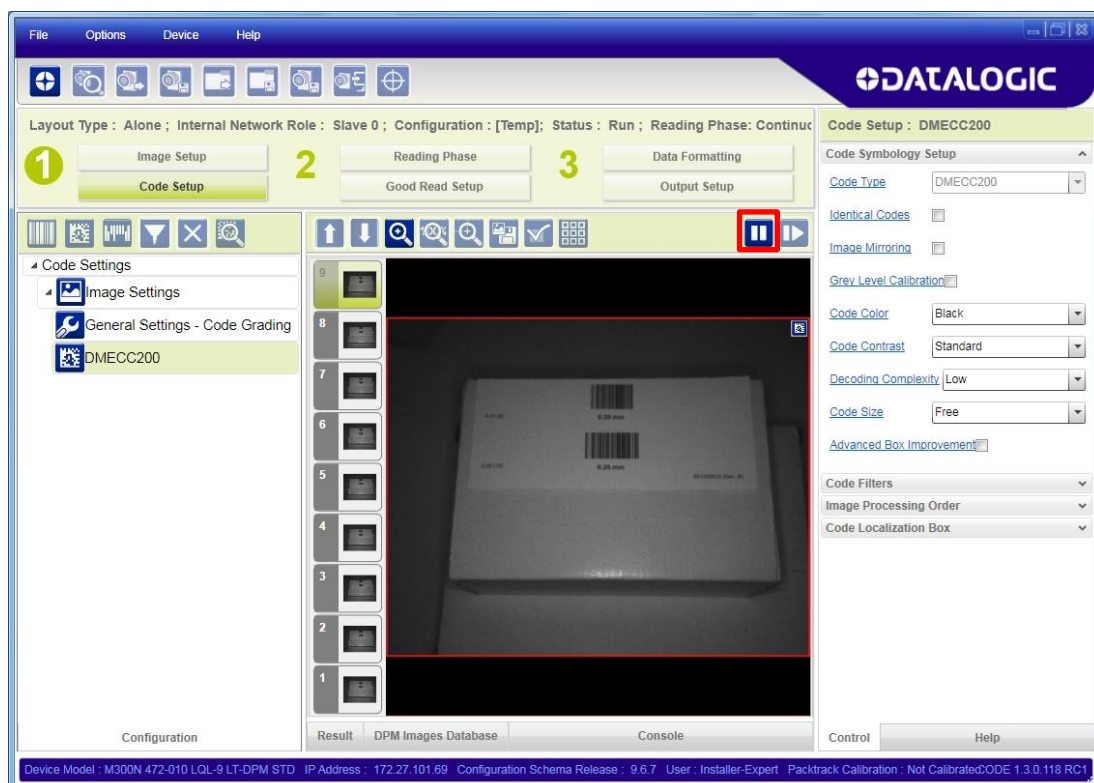 File Options Device Help
DATALOGIC
Layout Type : Alone ; Internal Network Role : Slave 0 ; Configuration : [Temp]; Status : Run ; Reading Phase: Continuo
Code Setup : DMECC200
1
Image Setup
Code Setup
2
Reading Phase
Good Read Setup
3
Data Formatting
Output Setup
Code Settings
Image Settings
General Settings - Code Grading
DMECC200
100%
9
8
7
6
5
4
3
2
1
0.20 mm
0.25 mm
Code Symbology Setup
Code Type DMECC200
Identical Codes
Image Mirroring
Grey Level Calibration
Code Color Black
Code Contrast Standard
Decoding Complexity Low
Code Size Free
Advanced Box Improvement
Code Filters
Image Processing Order
Code Localization Box
Configuration
Result DPM Images Database Console
Control Help
Device Model : M300N 472-010 LQL-9 LT-DPM STD IP Address : 172.27.101.69 Configuration Schema Release : 9.6.7 User : Installer-Expert Packtrack Calibration : Not Calibrated CODE 1.3.0.118 RC1